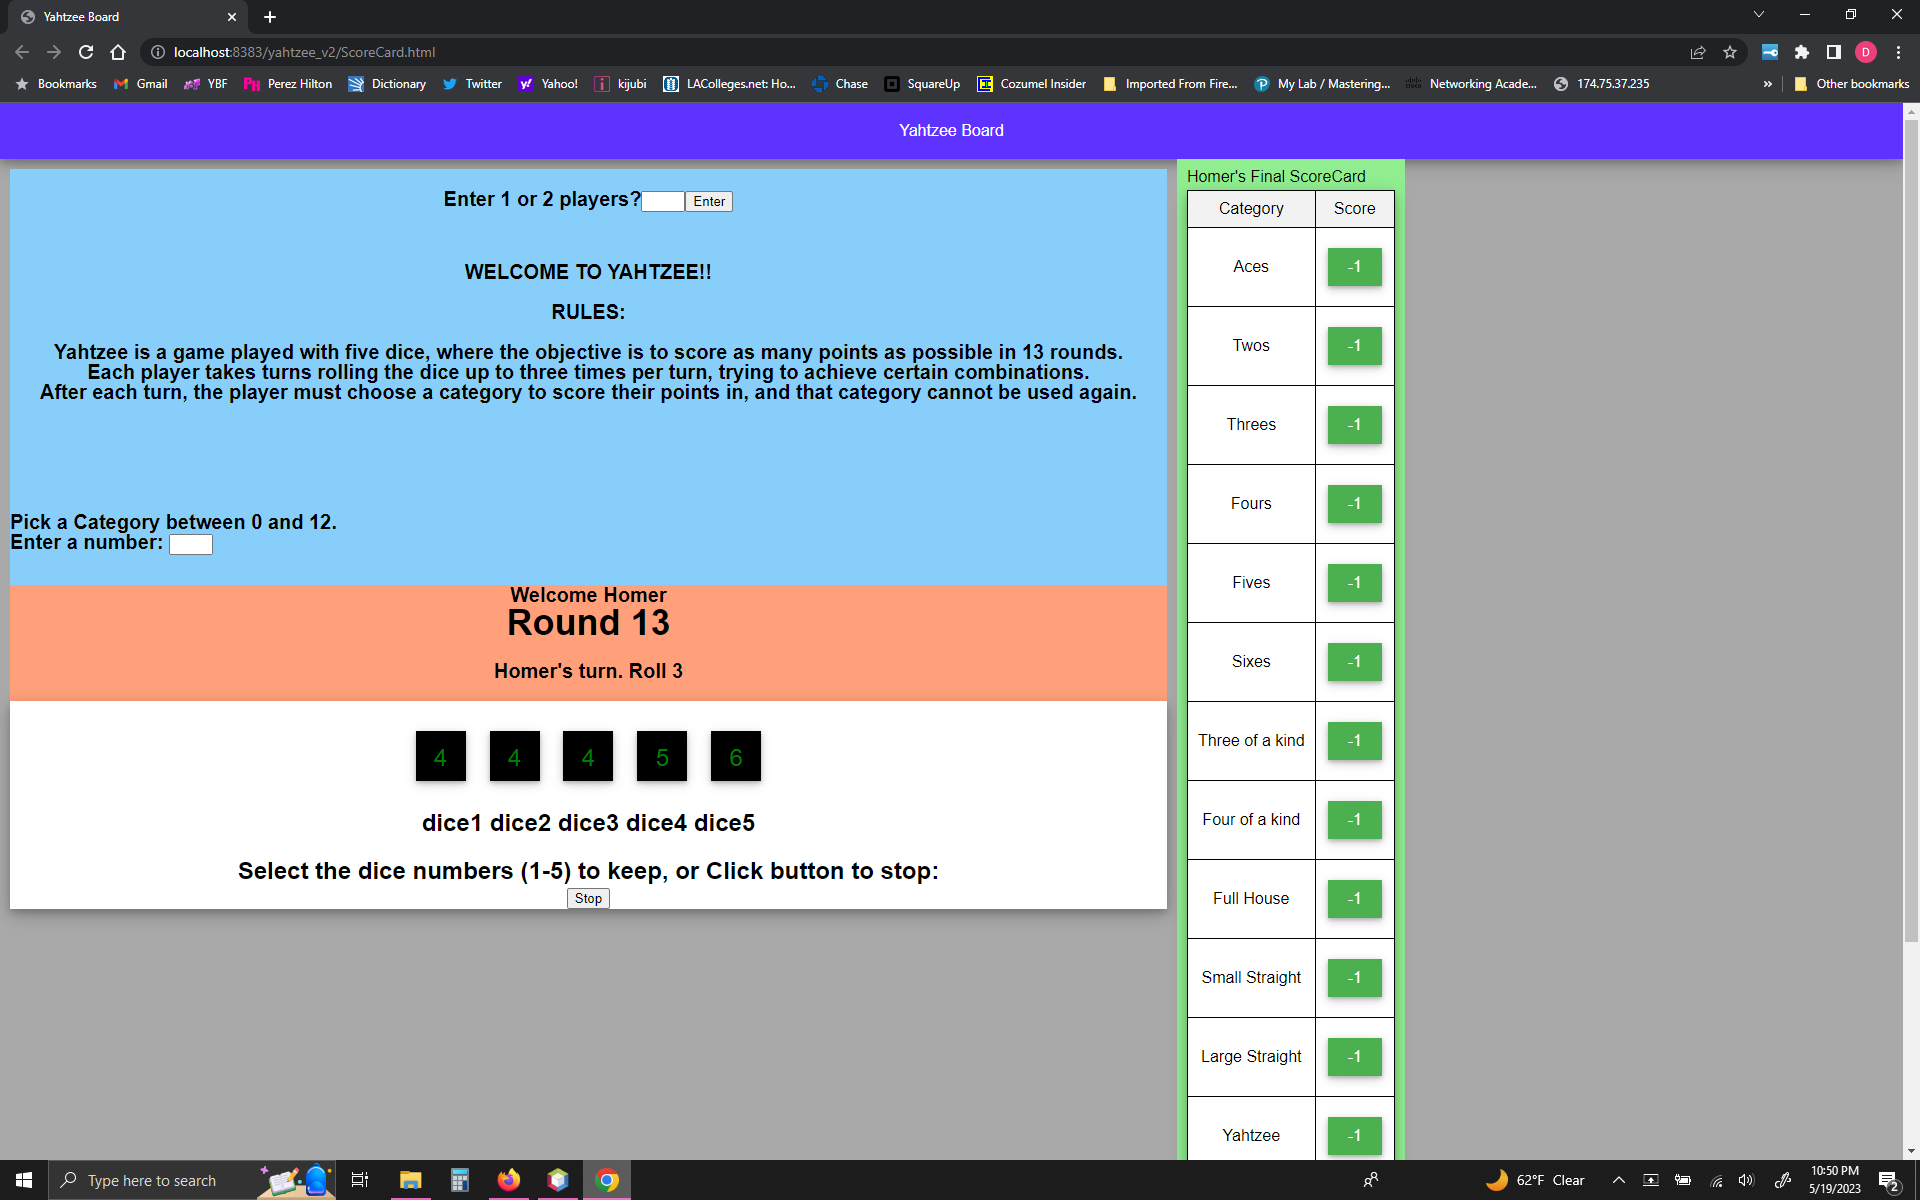 Yahtzee Board
localhost:8383/yahtzee_v2/ScoreCard.html
D
Bookmarks Gmail YBF Perez Hilton Dictionary Twitter Yahoo! kijubi LAColleges.net: Ho... Chase SquareUp Cozumel Insider Imported From Fire... My Lab / Mastering... Networking Acade... 174.75.37.235 » Other bookmarks
Yahtzee Board
Enter 1 or 2 players? Enter
WELCOME TO YAHTZEE!!
RULES:
Yahtzee is a game played with five dice, where the objective is to score as many points as possible in 13 rounds.
Each player takes turns rolling the dice up to three times per turn, trying to achieve certain combinations.
After each turn, the player must choose a category to score their points in, and that category cannot be used again.
Pick a Category between 0 and 12.
Enter a number:
Welcome Homer
Round 13
Homer's turn. Roll 3
4 4 4 5 6
dice1 dice2 dice3 dice4 dice5
Select the dice numbers (1-5) to keep, or Click button to stop:
Stop
Homer's Final ScoreCard
Category Score
Aces -1
Twos -1
Threes -1
Fours -1
Fives -1
Sixes -1
Three of a kind -1
Four of a kind -1
Full House -1
Small Straight -1
Large Straight -1
Yahtzee -1
Type here to search
62°F Clear
10:50 PM
5/19/2023
2